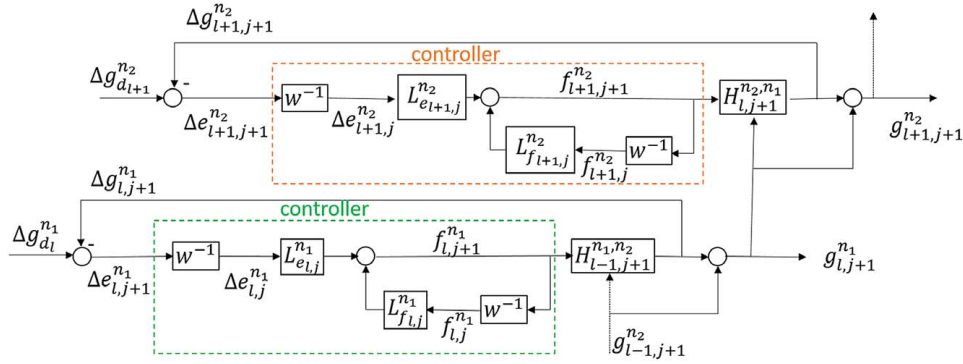 Δg^{n_2}_{l+1,j+1}
controller
Δg^{n_2}_{d_{l+1}}
-
w^{-1}
L^{n_2}_{e_{l+1,j}}
f^{n_2}_{l+1,j+1}
H^{n_2,n_1}_{l,j+1}
Δe^{n_2}_{l+1,j+1}
Δe^{n_2}_{l+1,j}
g^{n_2}_{l+1,j+1}
L^{n_2}_{f_{l+1,j}}
f^{n_2}_{l+1,j}
w^{-1}
Δg^{n_1}_{l,j+1}
controller
Δg^{n_1}_{d_l}
-
w^{-1}
L^{n_1}_{e_{l,j}}
f^{n_1}_{l,j+1}
H^{n_1,n_2}_{l-1,j+1}
g^{n_1}_{l,j+1}
Δe^{n_1}_{l,j+1}
Δe^{n_1}_{l,j}
L^{n_1}_{f_{l,j}}
f^{n_1}_{l,j}
w^{-1}
g^{n_2}_{l-1,j+1}